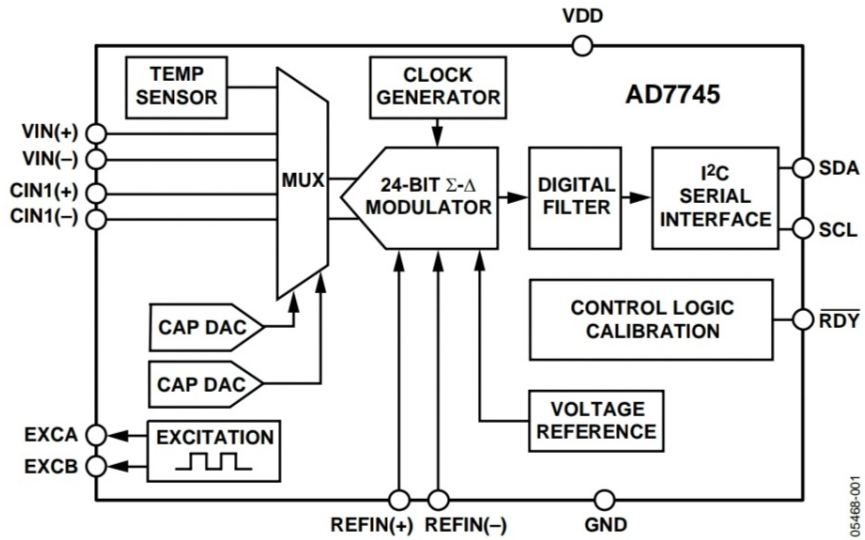 VDD
TEMP
SENSOR
CLOCK
GENERATOR
AD7745
VIN(+)
VIN(–)
CIN1(+)
CIN1(–)
MUX
24-BIT Σ-Δ
MODULATOR
DIGITAL
FILTER
I²C
SERIAL
INTERFACE
SDA
SCL
CONTROL LOGIC
CALIBRATION
RDY
CAP DAC
CAP DAC
VOLTAGE
REFERENCE
EXCA
EXCB
EXCITATION
REFIN(+)
REFIN(–)
GND
05468-001